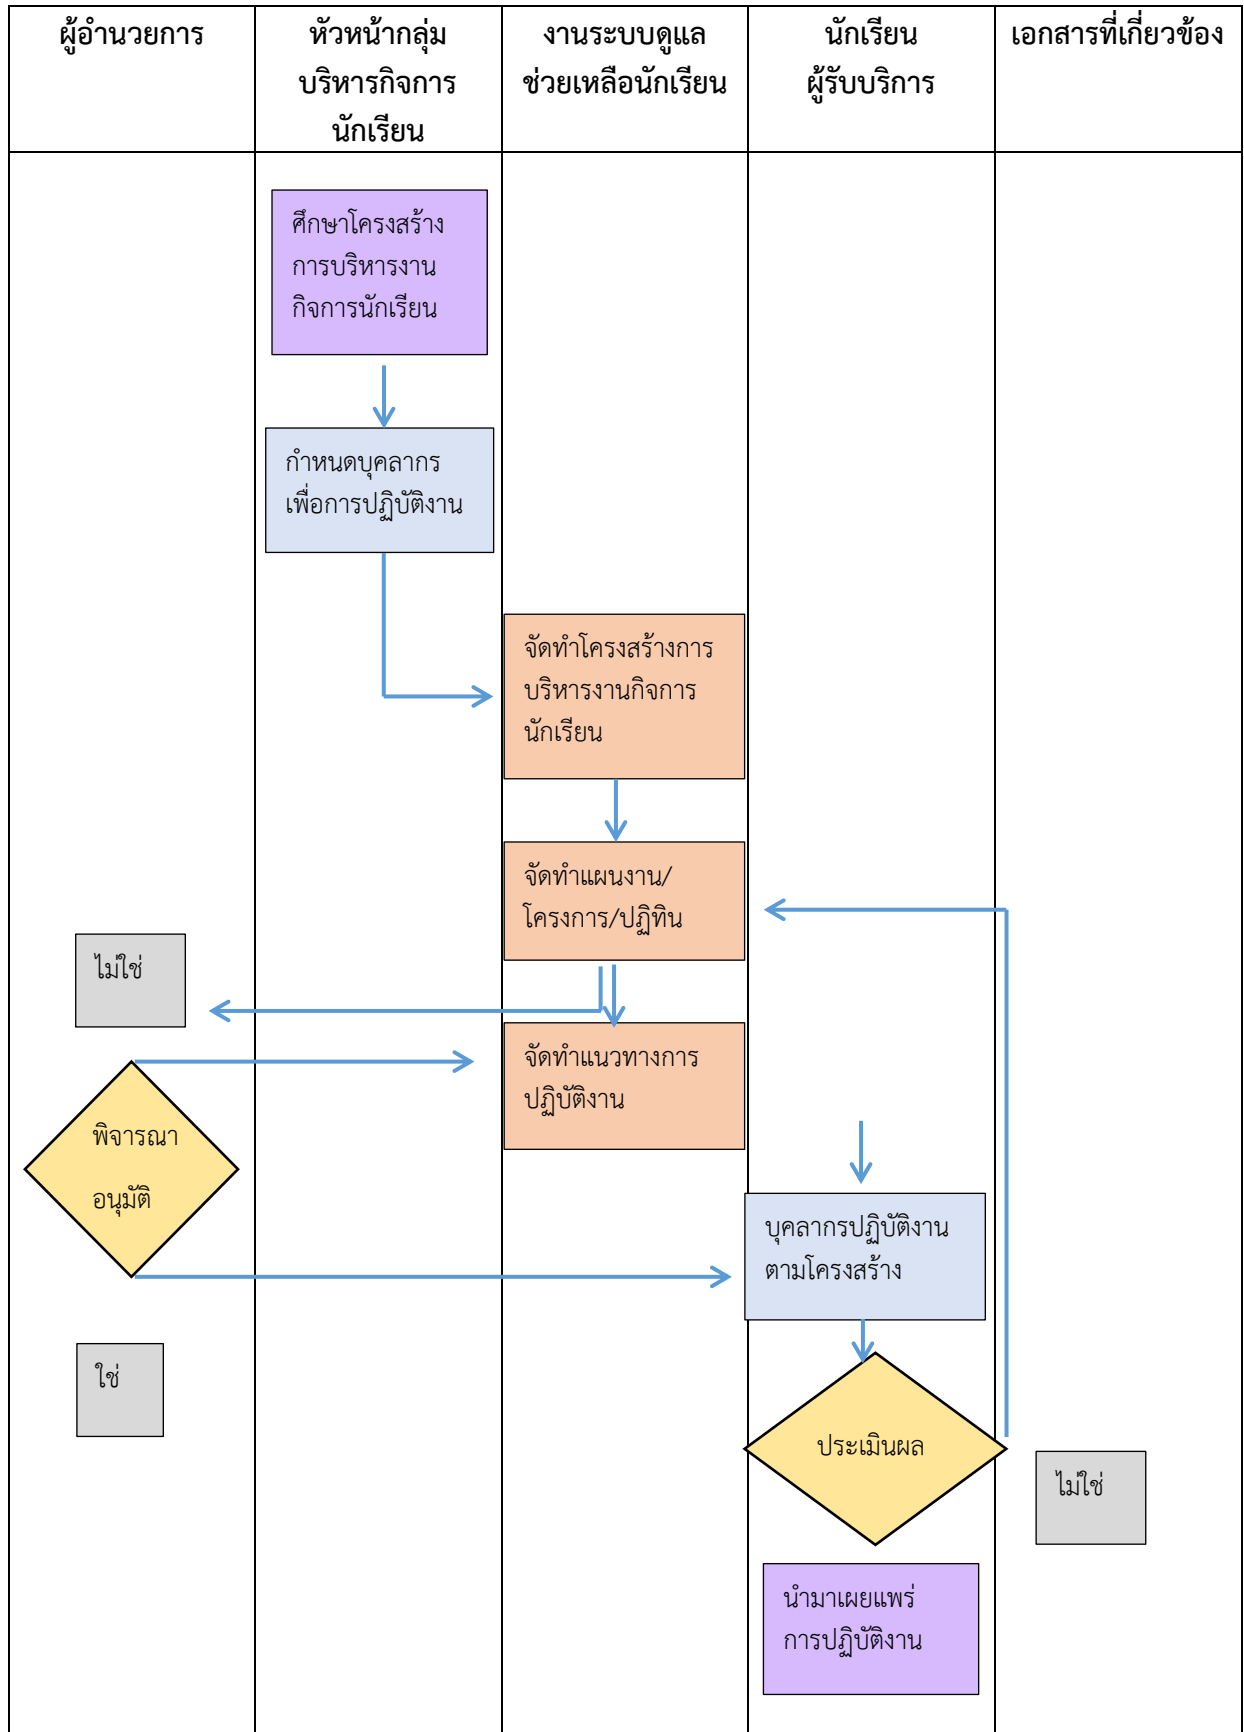 ผู้อำนวยการ
หัวหน้ากลุ่ม
บริหารกิจการ
นักเรียน
งานระบบดูแล
ช่วยเหลือนักเรียน
นักเรียน
ผู้รับบริการ
เอกสารที่เกี่ยวข้อง
ศึกษาโครงสร้าง
การบริหารงาน
กิจการนักเรียน
กำหนดบุคลากร
เพื่อการปฏิบัติงาน
จัดทำโครงสร้างการ
บริหารงานกิจการ
นักเรียน
จัดทำแผนงาน/
โครงการ/ปฏิทิน
ไม่ใช่
จัดทำแนวทางการ
ปฏิบัติงาน
พิจารณา
อนุมัติ
บุคลากรปฏิบัติงาน
ตามโครงสร้าง
ใช่
ประเมินผล
ไม่ใช่
นำมาเผยแพร่
การปฏิบัติงาน